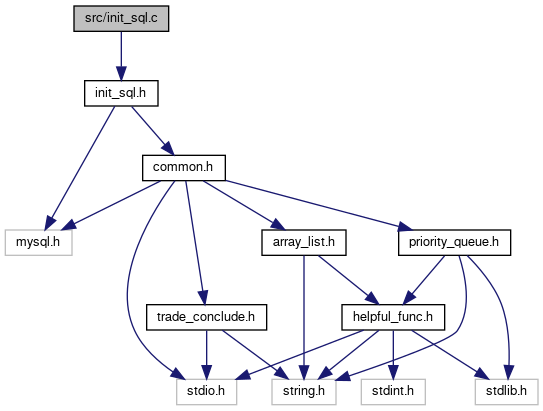 src/init_sql.c
init_sql.h
common.h
mysql.h
array_list.h
priority_queue.h
trade_conclude.h
helpful_func.h
stdio.h
string.h
stdint.h
stdlib.h